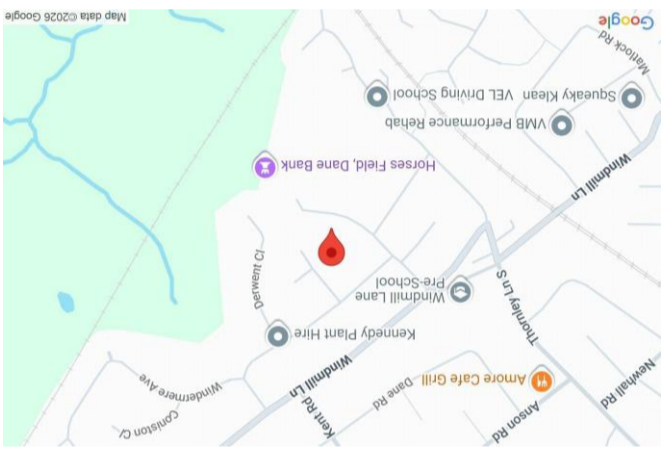 Newhall Rd
Anson Rd
Amore Cafe Grill
Dane Rd
Kent Rd
Coniston Cl
Windermere Ave
Thornley Ln S
Windmill Ln
Kennedy Plant Hire
Windmill Lane
Pre-School
Derwent Cl
Windmill Ln
Horses Field, Dane Bank
VMB Performance Rehab
Squeaky Klean
VEL Driving School
Matlock Rd
Google
Map data ©2026 Google